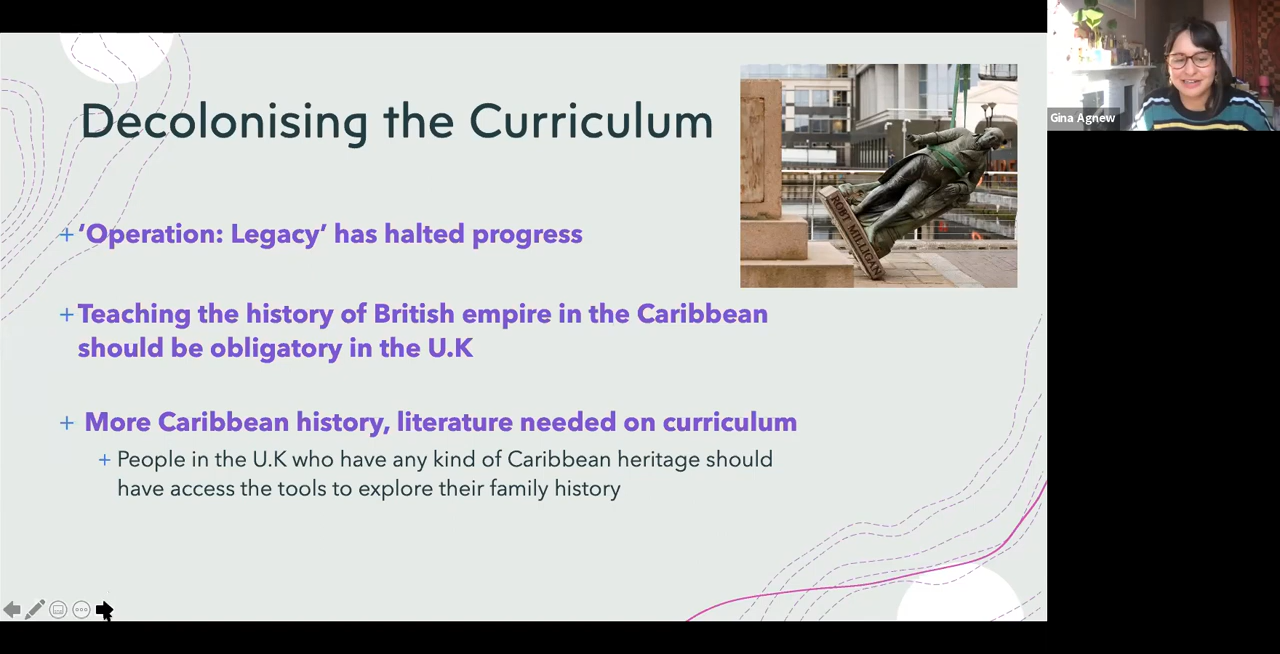 Decolonising the Curriculum
ROBT MILLIGAN
Gina Agnew
+ 'Operation: Legacy' has halted progress
+ Teaching the history of British empire in the Caribbean
should be obligatory in the U.K
+ More Caribbean history, literature needed on curriculum
+ People in the U.K who have any kind of Caribbean heritage should
have access the tools to explore their family history